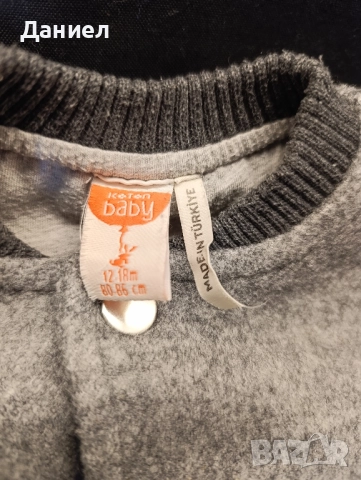 Даниел
KOTON
baby
12-18m
80-86 cm
MADE IN TÜRKİYE
BAZAR